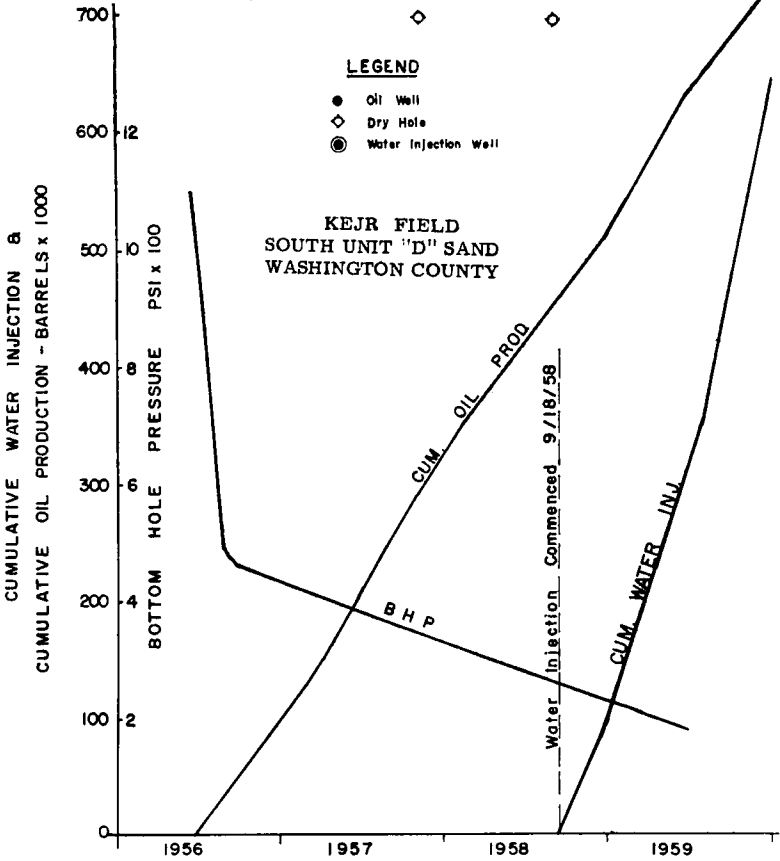 700
LEGEND
Oil Well
Dry Hole
Water Injection Well
600 12
KEJR FIELD
SOUTH UNIT "D" SAND
WASHINGTON COUNTY
500 10
400 8
300 6
200 4
100 2
0
CUMULATIVE WATER INJECTION &
CUMULATIVE OIL PRODUCTION - BARRELS x 1000
BOTTOM HOLE PRESSURE PSI x 100
CUM. OIL PROD.
BHP
Water Injection Commenced 9/18/58
CUM. WATER INJ.
1956 1957 1958 1959